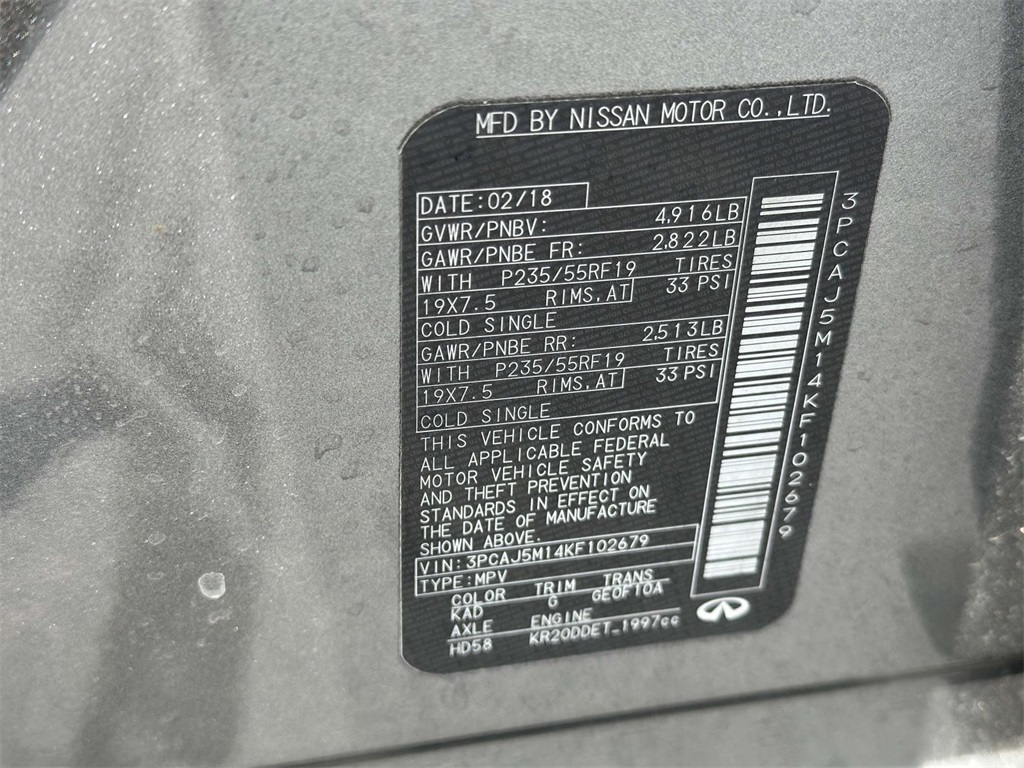 MFD BY NISSAN MOTOR CO.,LTD.
DATE:02/18
GVWR/PNBV: 4,916LB
GAWR/PNBE FR: 2,822LB
WITH P235/55RF19 TIRES
19X7.5 RIMS,AT 33 PSI
COLD SINGLE
GAWR/PNBE RR: 2,513LB
WITH P235/55RF19 TIRES
19X7.5 RIMS,AT 33 PSI
COLD SINGLE
THIS VEHICLE CONFORMS TO
ALL APPLICABLE FEDERAL
MOTOR VEHICLE SAFETY
AND THEFT PREVENTION
STANDARDS IN EFFECT ON
THE DATE OF MANUFACTURE
SHOWN ABOVE.
VIN:3PCAJ5M14KF102679
TYPE:MPV
COLOR TRIM TRANS
KAD G GE0F10A
AXLE ENGINE
HD58 KR20DDET_1997cc
3PCAJ5M14KF102679